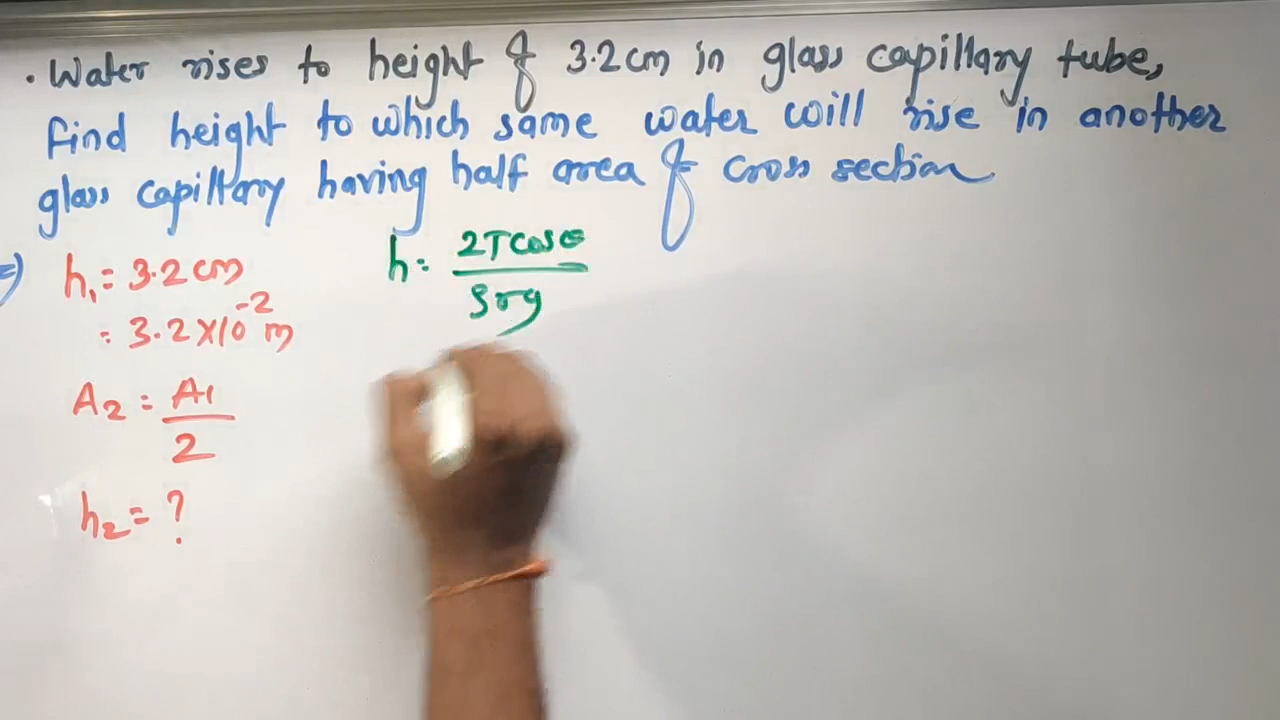 . Water rises to height of 3.2 cm in glass capillary tube,
find height to which same water will rise in another
glass capillary having half area of cross section
=) h₁ = 3.2 cm
= 3.2 × 10⁻² m
A₂ = A₁/2
h₂ = ?
h = 2T cosθ / ρrg